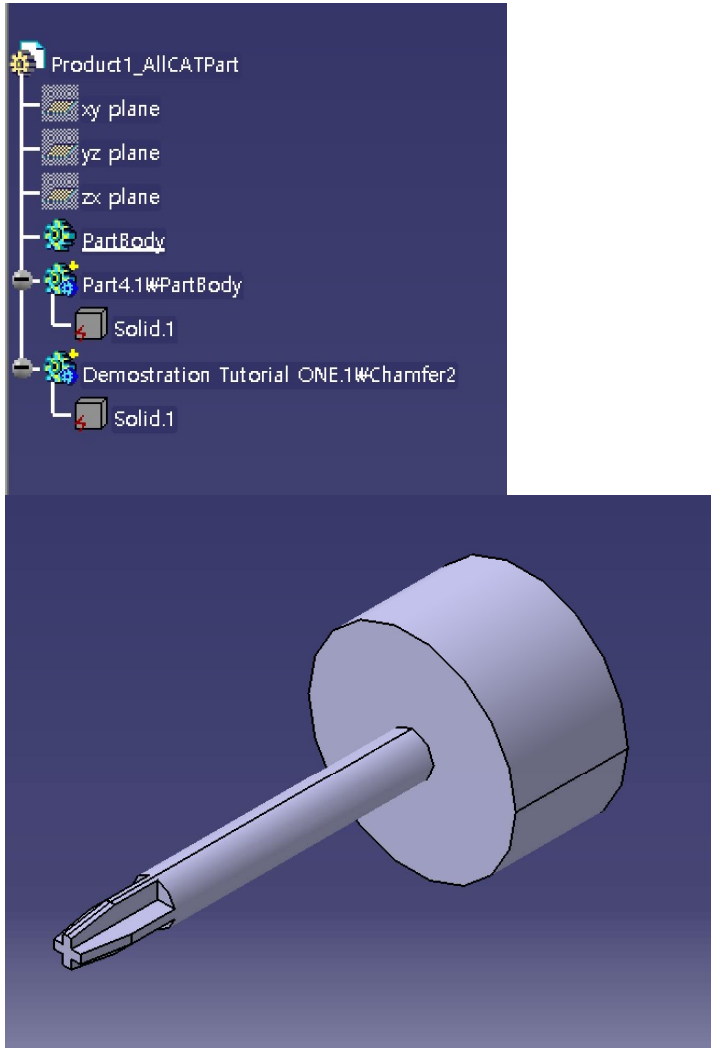 Product1_AllCATPart
xy plane
yz plane
zx plane
PartBody
Part4.1₩PartBody
Solid.1
Demostration Tutorial ONE.1₩Chamfer2
Solid.1